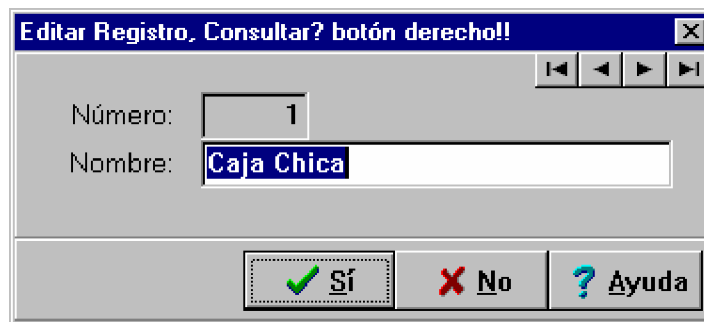 Editar Registro, Consultar? botón derecho!!
Número: 1
Nombre: Caja Chica
Sí No ? Ayuda